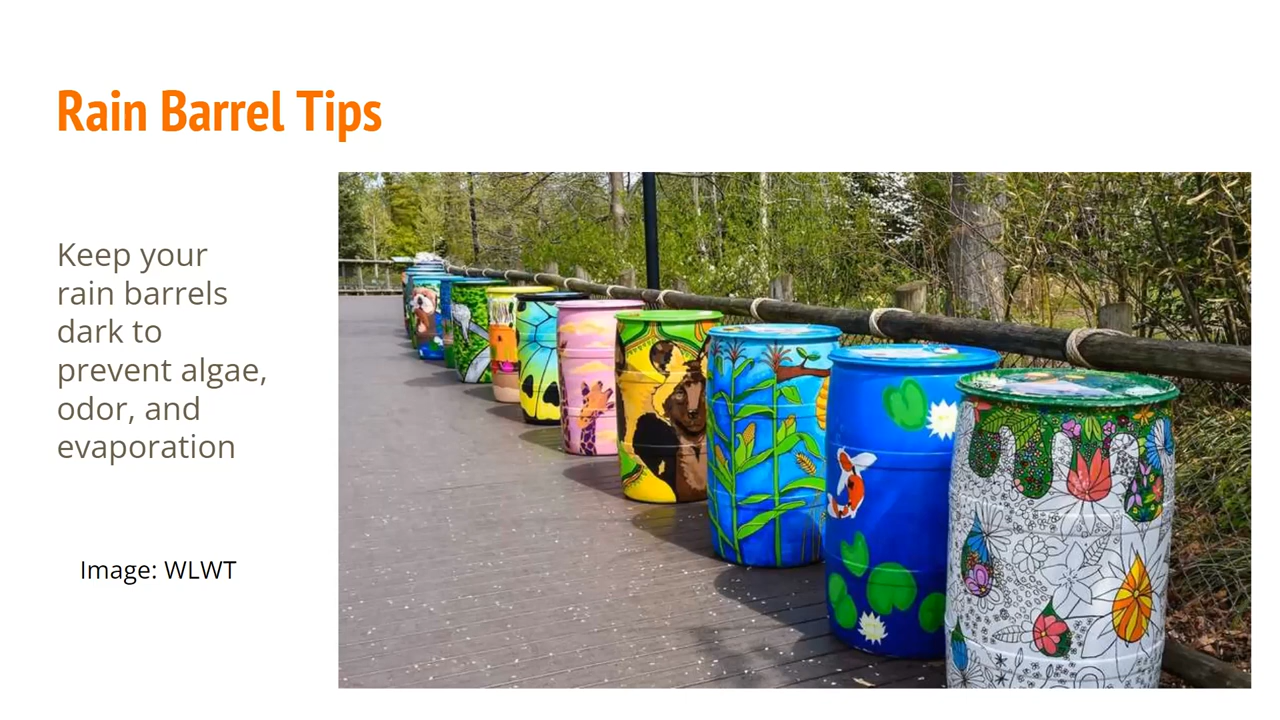 Rain Barrel Tips
Keep your
rain barrels
dark to
prevent algae,
odor, and
evaporation
Image: WLWT